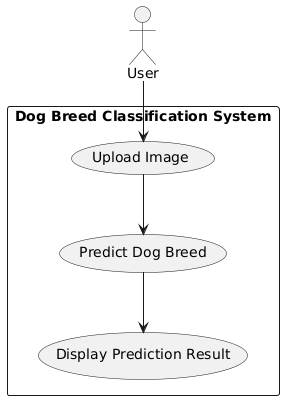 User
Dog Breed Classification System
Upload Image
Predict Dog Breed
Display Prediction Result